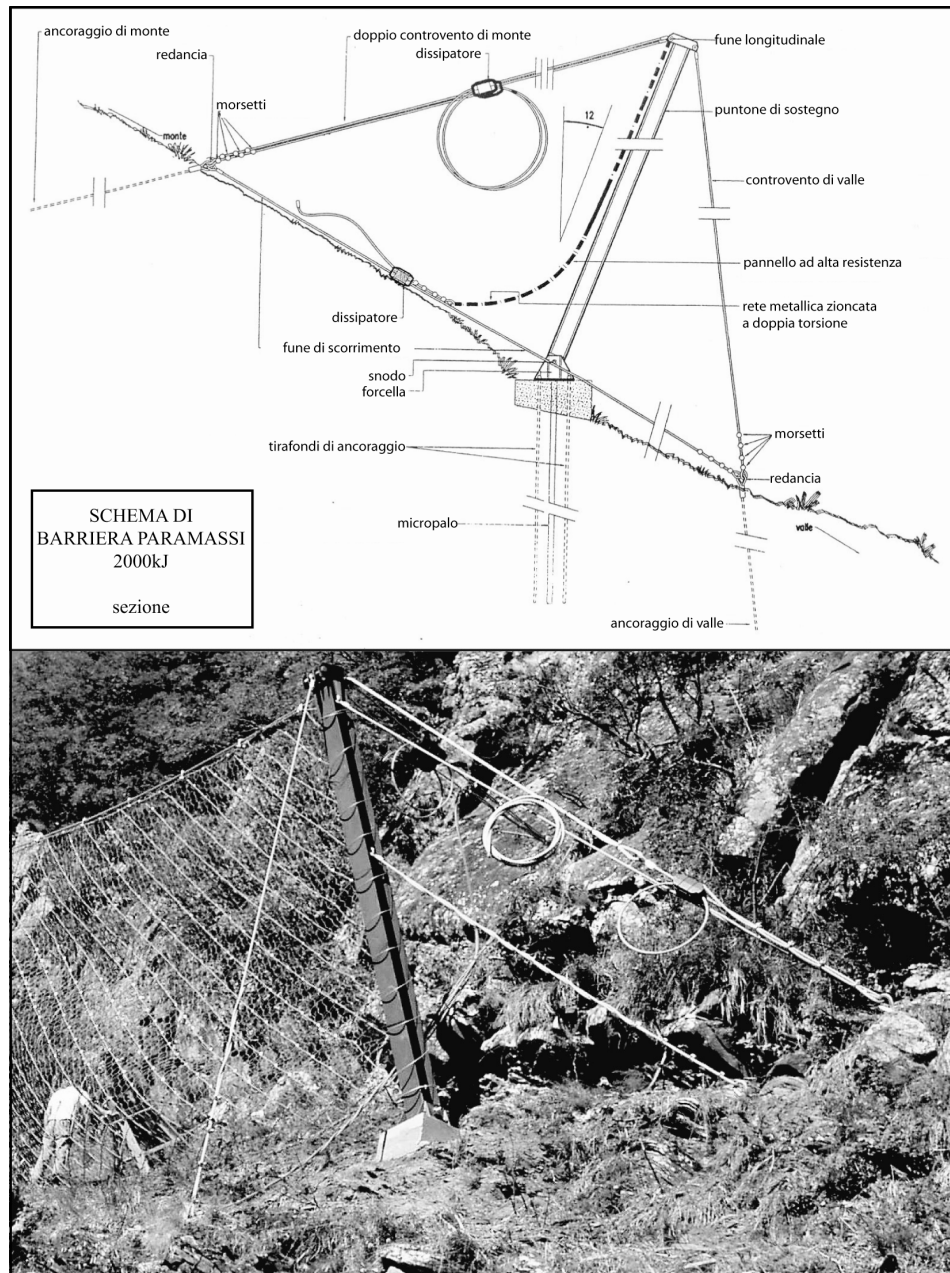 ancoraggio di monte
redancia
doppio controvento di monte
dissipatore
fune longitudinale
morsetti
monte
12
puntone di sostegno
controvento di valle
pannello ad alta resistenza
dissipatore
rete metallica zioncata
a doppia torsione
fune di scorrimento
snodo
forcella
morsetti
tirafondi di ancoraggio
redancia
SCHEMA DI
BARRIERA PARAMASSI
2000kJ
sezione
micropalo
valle
ancoraggio di valle